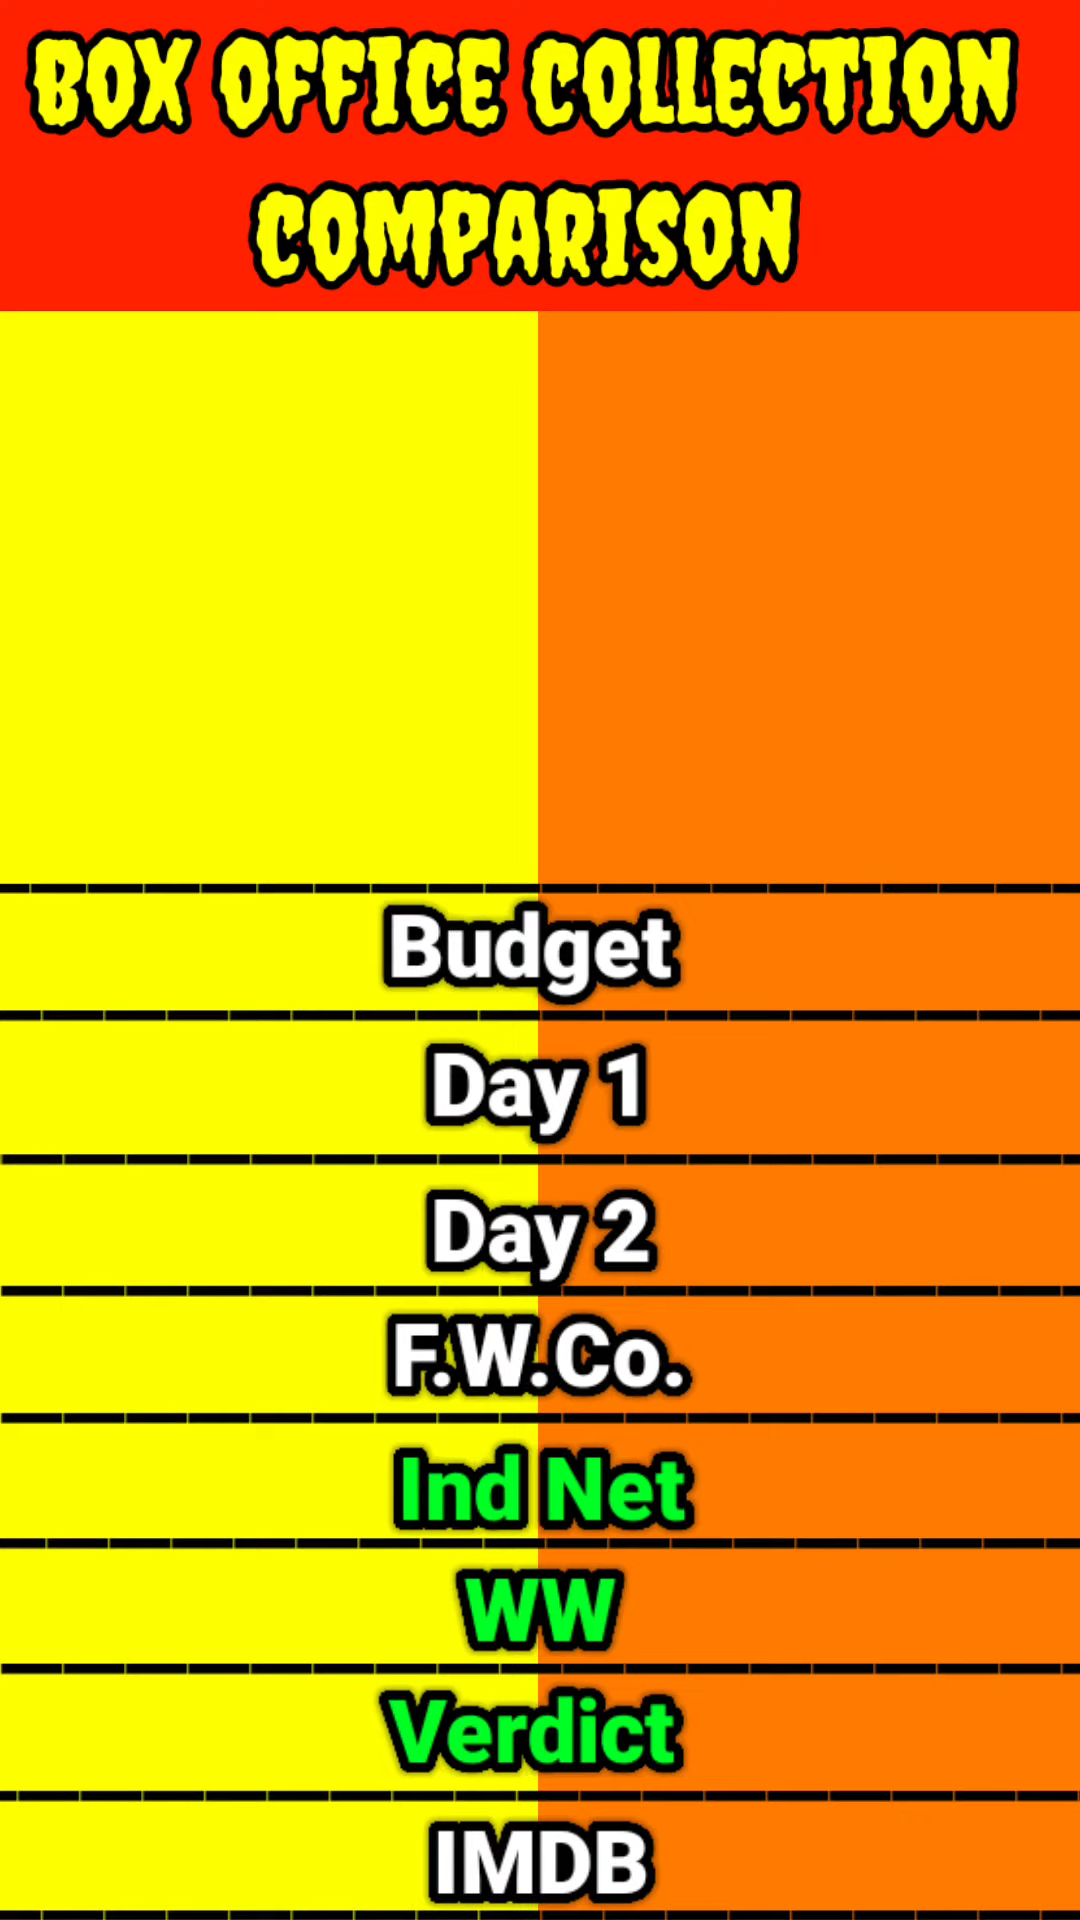 BOX OFFICE COLLECTION
COMPARISON
Budget
Day 1
Day 2
F.W.Co.
Ind Net
WW
Verdict
IMDB